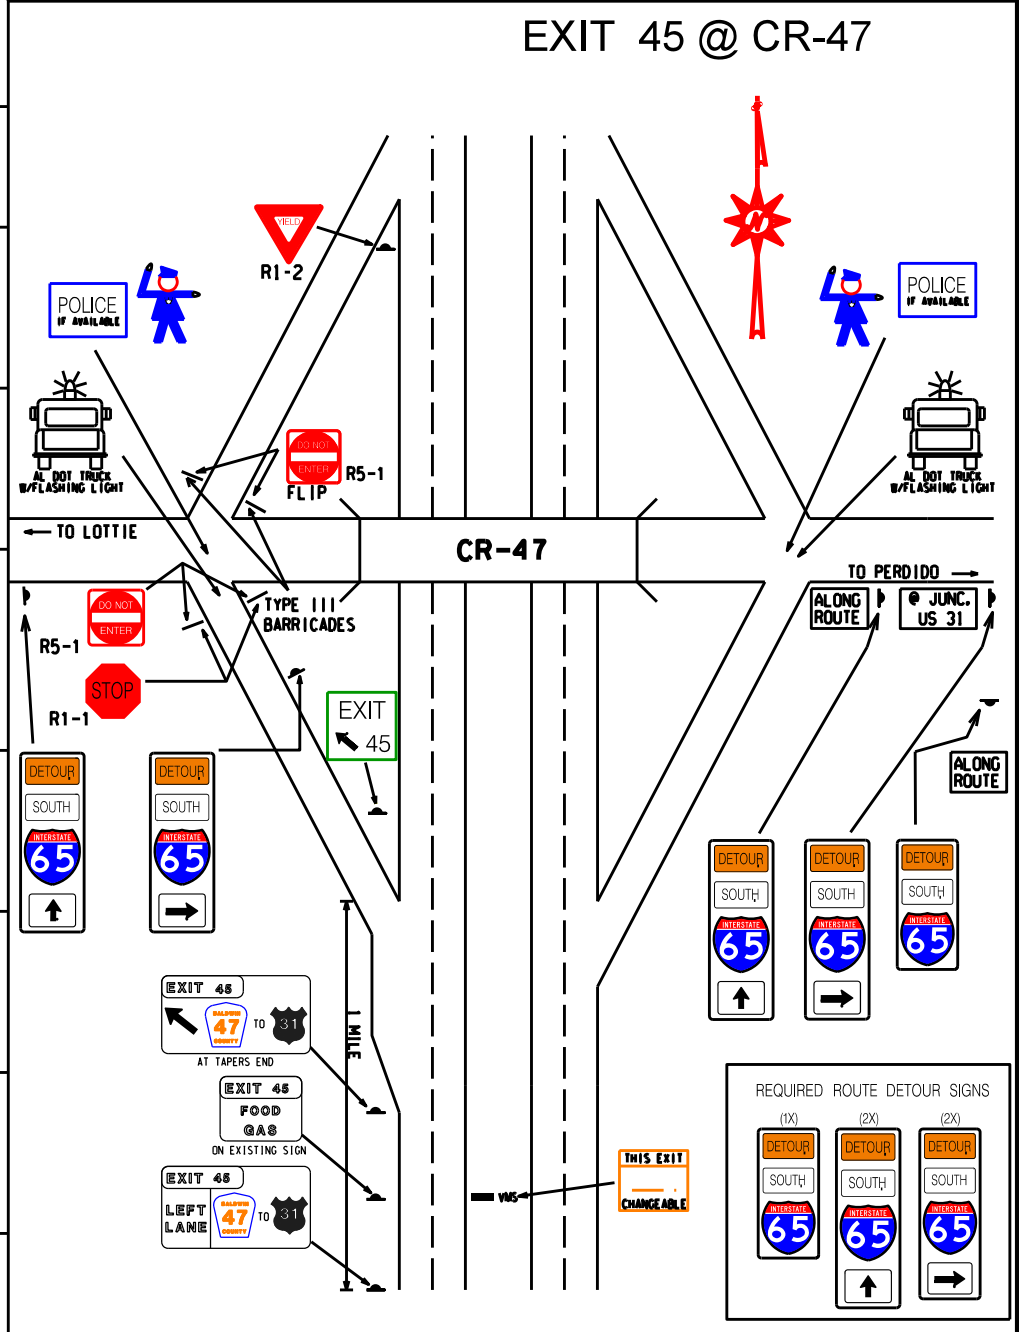 EXIT 45 @ CR-47
YIELD
R1-2
POLICE
IF AVAILABLE
POLICE
IF AVAILABLE
N
AL DOT TRUCK
W/FLASHING LIGHT
DO NOT
ENTER
R5-1
FLIP
AL DOT TRUCK
W/FLASHING LIGHT
TO LOTTIE
CR-47
TO PERDIDO
DO NOT
ENTER
R5-1
TYPE III
BARRICADES
ALONG
ROUTE
@ JUNC.
US 31
STOP
R1-1
EXIT
45
ALONG
ROUTE
DETOUR
SOUTH
INTERSTATE
65
DETOUR
SOUTH
INTERSTATE
65
DETOUR
SOUTH
INTERSTATE
65
DETOUR
SOUTH
INTERSTATE
65
DETOUR
SOUTH
INTERSTATE
65
1 MILE
EXIT 45
BALDWIN
47
COUNTY
TO
31
AT TAPERS END
EXIT 45
FOOD
GAS
ON EXISTING SIGN
EXIT 45
LEFT
LANE
BALDWIN
47
COUNTY
TO
31
VMS
THIS EXIT
CHANGEABLE
REQUIRED ROUTE DETOUR SIGNS
(1X) (2X) (2X)
DETOUR
SOUTH
INTERSTATE
65
DETOUR
SOUTH
INTERSTATE
65
DETOUR
SOUTH
INTERSTATE
65